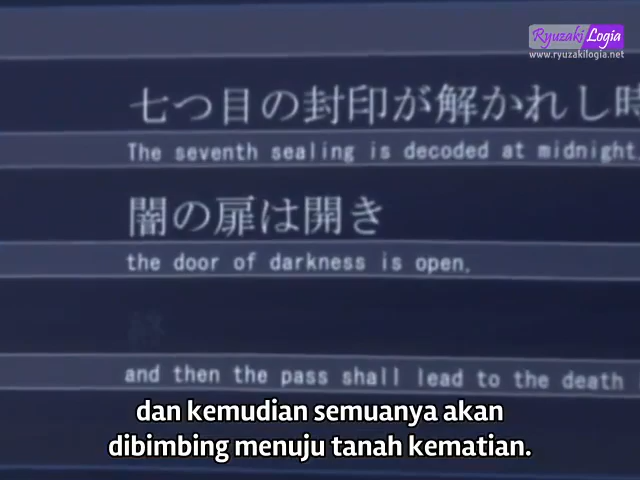 Ryuzaki Logia
www.ryuzakilogia.net
七つ目の封印が解かれし時
The seventh sealing is decoded at midnight
闇の扉は開き
the door of darkness is open,
終
and then the pass shall lead to the death
dan kemudian semuanya akan
dibimbing menuju tanah kematian.